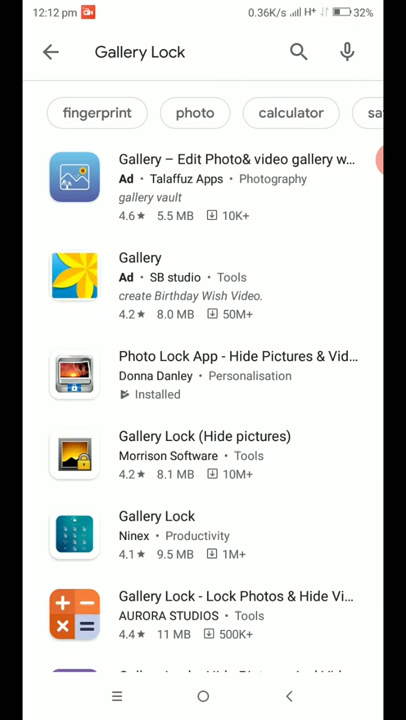 12:12 pm 0.36K/s H+ 32%
Gallery Lock
fingerprint photo calculator sa
Gallery – Edit Photo& video gallery w...
Ad • Talaffuz Apps • Photography
gallery vault
4.6★ 5.5 MB 10K+
Gallery
Ad • SB studio • Tools
create Birthday Wish Video.
4.2★ 8.0 MB 50M+
Photo Lock App - Hide Pictures & Vid...
Donna Danley • Personalisation
Installed
Gallery Lock (Hide pictures)
Morrison Software • Tools
4.2★ 8.1 MB 10M+
Gallery Lock
Ninex • Productivity
4.1★ 9.5 MB 1M+
Gallery Lock - Lock Photos & Hide Vi...
AURORA STUDIOS • Tools
4.4★ 11 MB 500K+